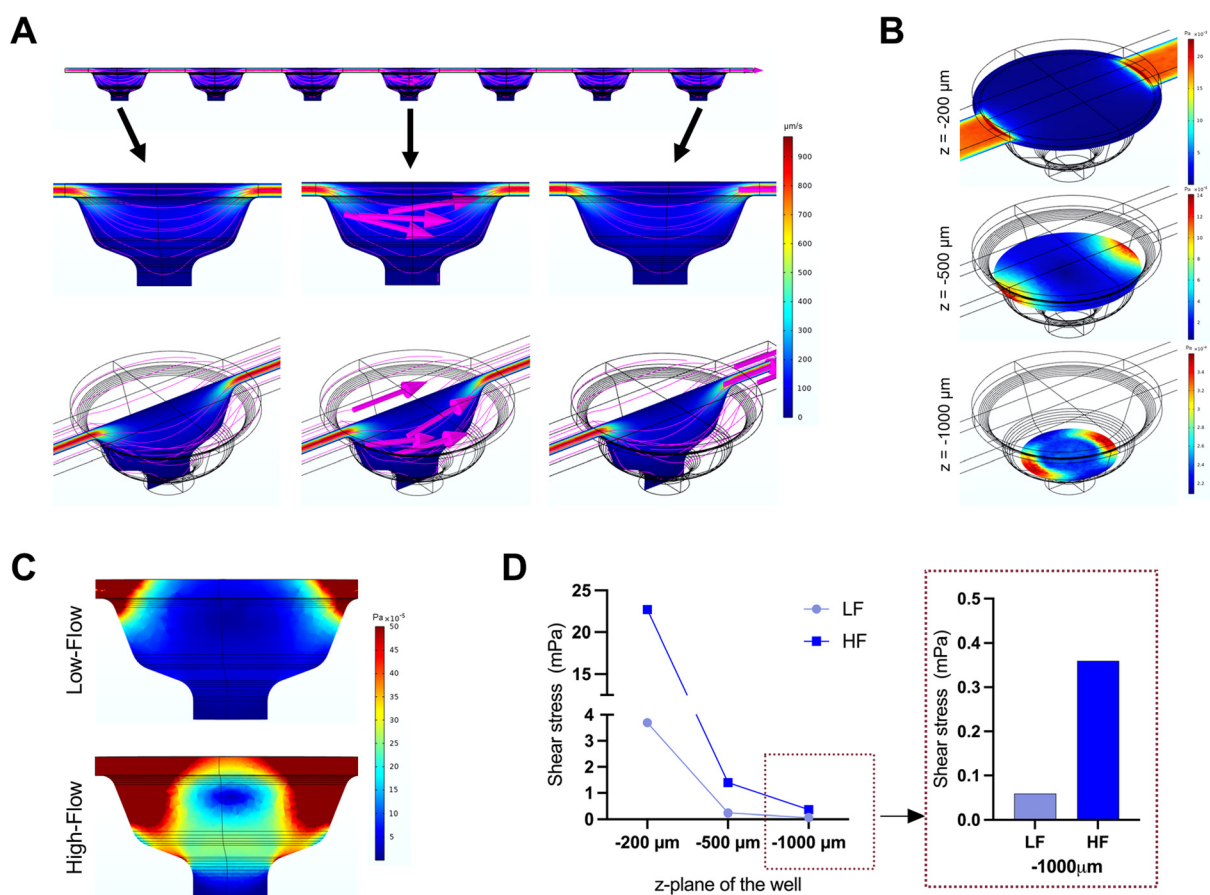 A
µm/s
900
800
700
600
500
400
300
200
100
0
B
z = -200 µm
Pa ×10⁻³
20
15
10
5
z = -500 µm
Pa ×10⁻⁴
14
12
10
8
6
4
2
z = -1000 µm
3.4
3.2
3
2.8
2.6
2.4
2.2
C
Low-Flow
High-Flow
Pa ×10⁻⁵
50
45
40
35
30
25
20
15
10
5
D
Shear stress (mPa)
25
20
15
4
3
2
1
0
-200 µm
-500 µm
-1000 µm
z-plane of the well
LF
HF
Shear stress (mPa)
0.5
0.4
0.3
0.2
0.1
0.0
LF
HF
-1000µm